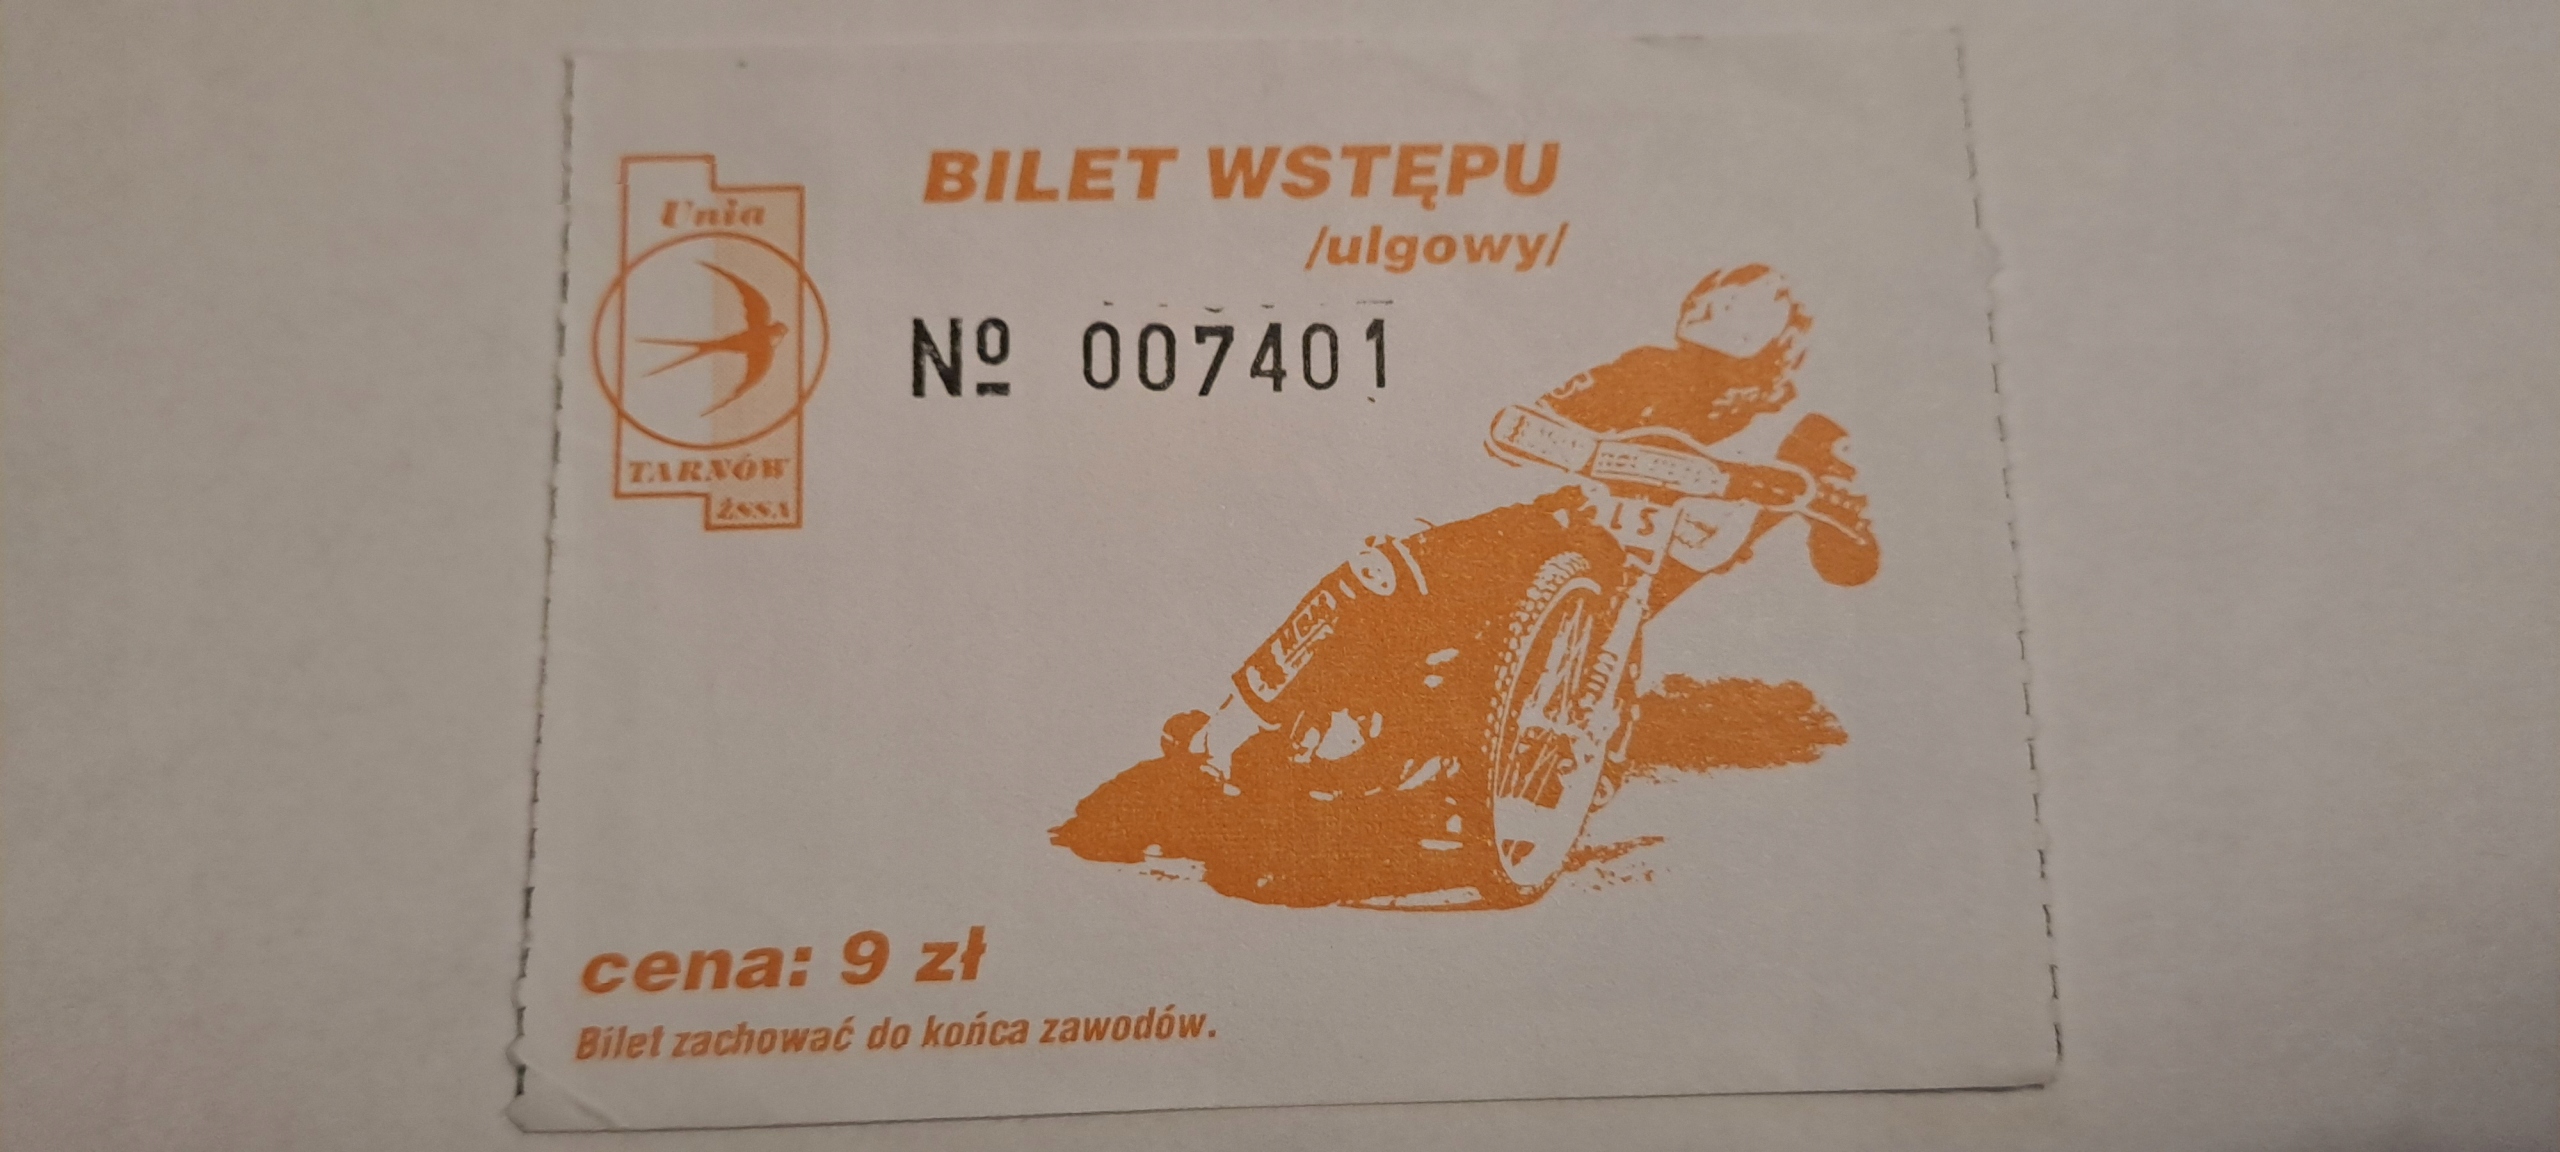 Unia
TARNÓW
ŻSSA
BILET WSTĘPU
/ulgowy/
Nº 007401
cena: 9 zł
Bilet zachować do końca zawodów.